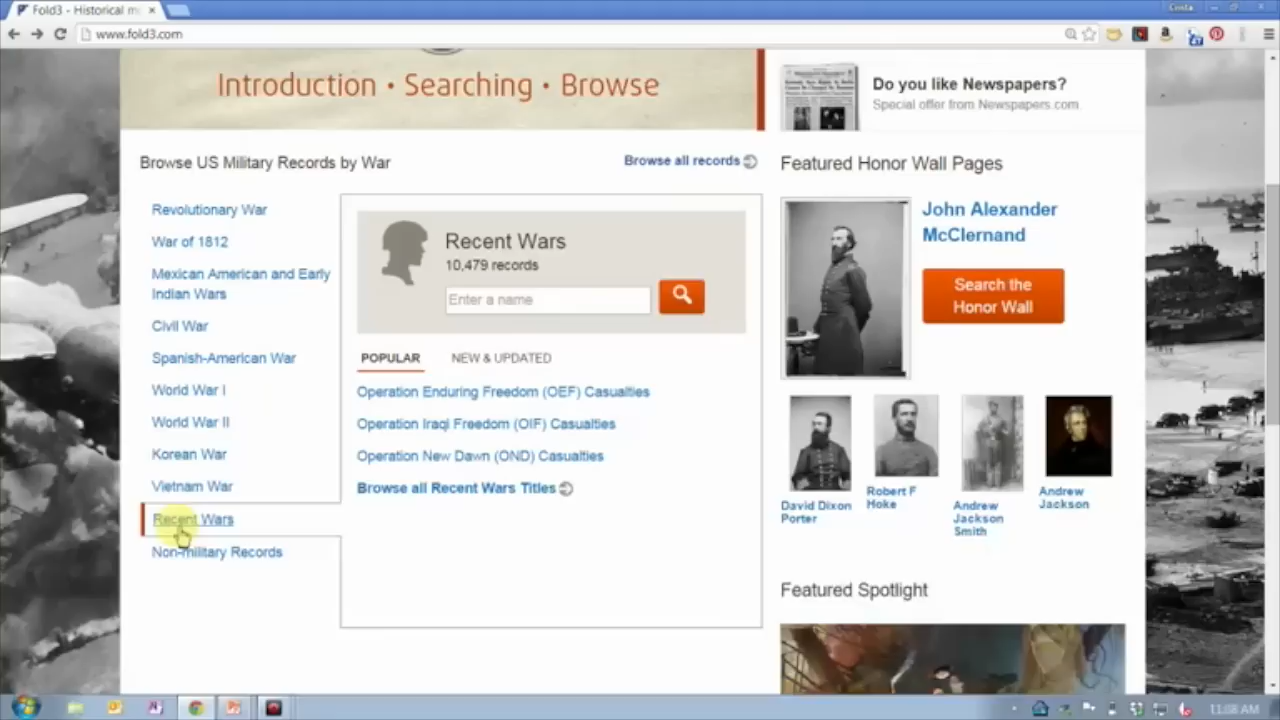 Fold3 - Historical m
Costa
www.fold3.com
Introduction • Searching • Browse
Do you like Newspapers?
Special offer from Newspapers.com.
Browse US Military Records by War
Browse all records
Featured Honor Wall Pages
Revolutionary War
War of 1812
Mexican American and Early
Indian Wars
Civil War
Spanish-American War
World War I
World War II
Korean War
Vietnam War
Recent Wars
Non-military Records
Recent Wars
10,479 records
Enter a name
POPULAR
NEW & UPDATED
Operation Enduring Freedom (OEF) Casualties
Operation Iraqi Freedom (OIF) Casualties
Operation New Dawn (OND) Casualties
Browse all Recent Wars Titles
John Alexander
McClernand
Search the
Honor Wall
David Dixon
Porter
Robert F
Hoke
Andrew
Jackson
Smith
Andrew
Jackson
Featured Spotlight
11:08 AM